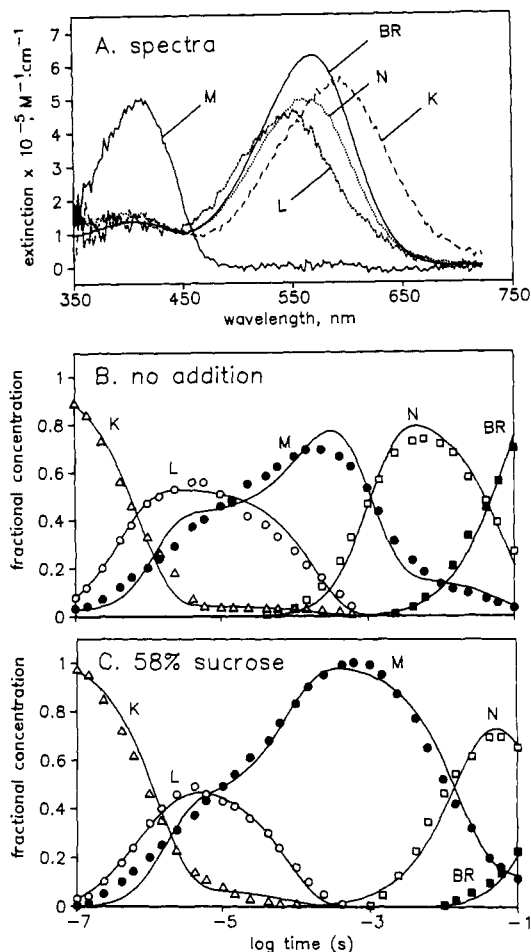 A. spectra
BR
N
M
K
L
extinction x 10⁻⁵, M⁻¹.cm⁻¹
7
6
5
4
3
2
1
0
350 450 550 650 750
wavelength, nm
B. no addition
K
L
M
N
BR
fractional concentration
1
0.8
0.6
0.4
0.2
0
C. 58% sucrose
K
L
M
N
BR
fractional concentration
1
0.8
0.6
0.4
0.2
0
-7 -5 -3 -1
log time (s)